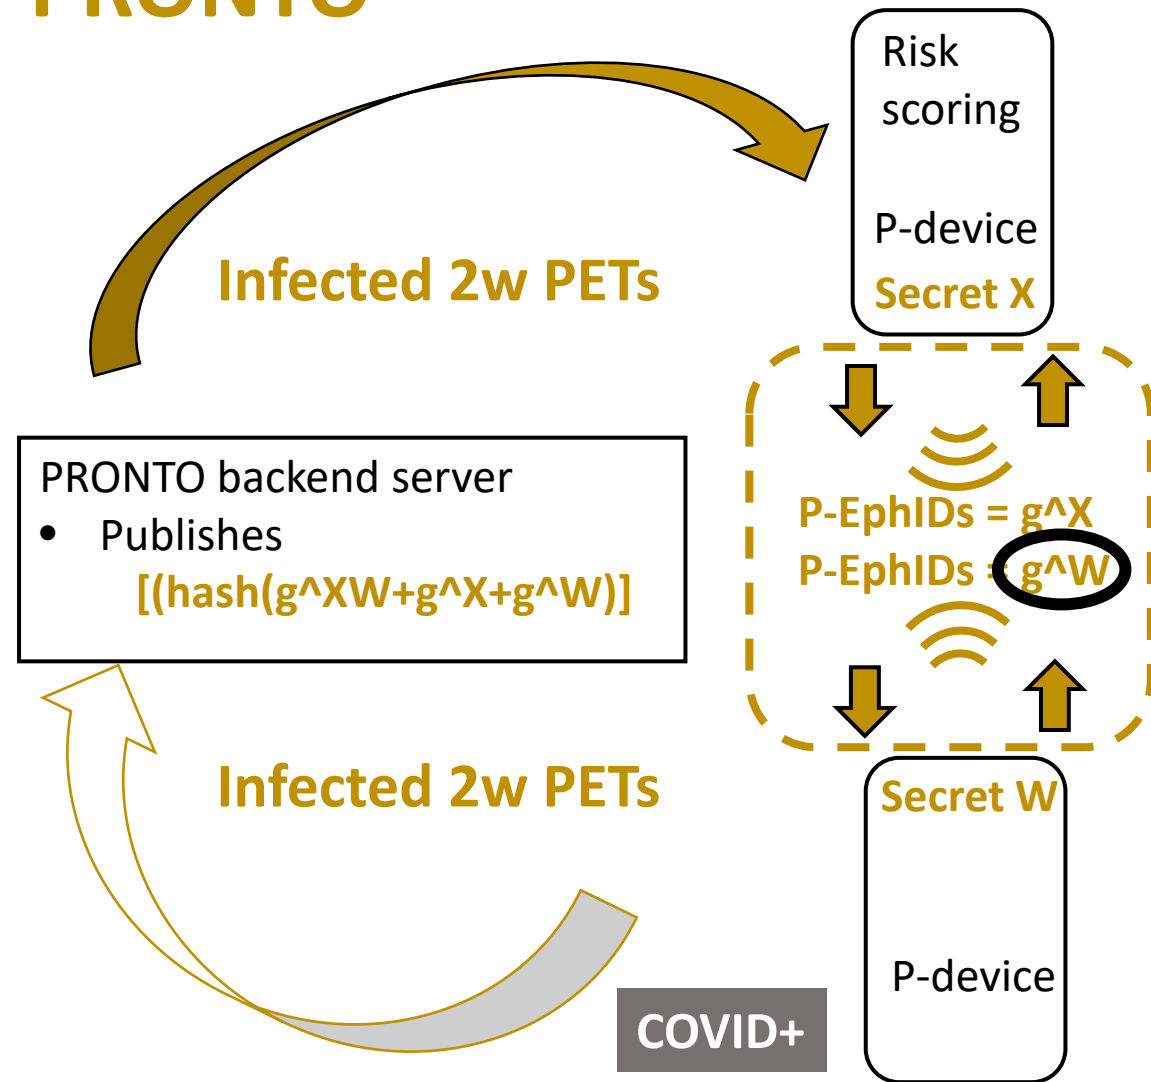 PRONTO
Risk
scoring
P-device
Secret X
Infected 2w PETs
PRONTO backend server
• Publishes
[(hash(g^XW+g^X+g^W)]
P-EphIDs = g^X
P-EphIDs = g^W
Infected 2w PETs
Secret W
P-device
COVID+